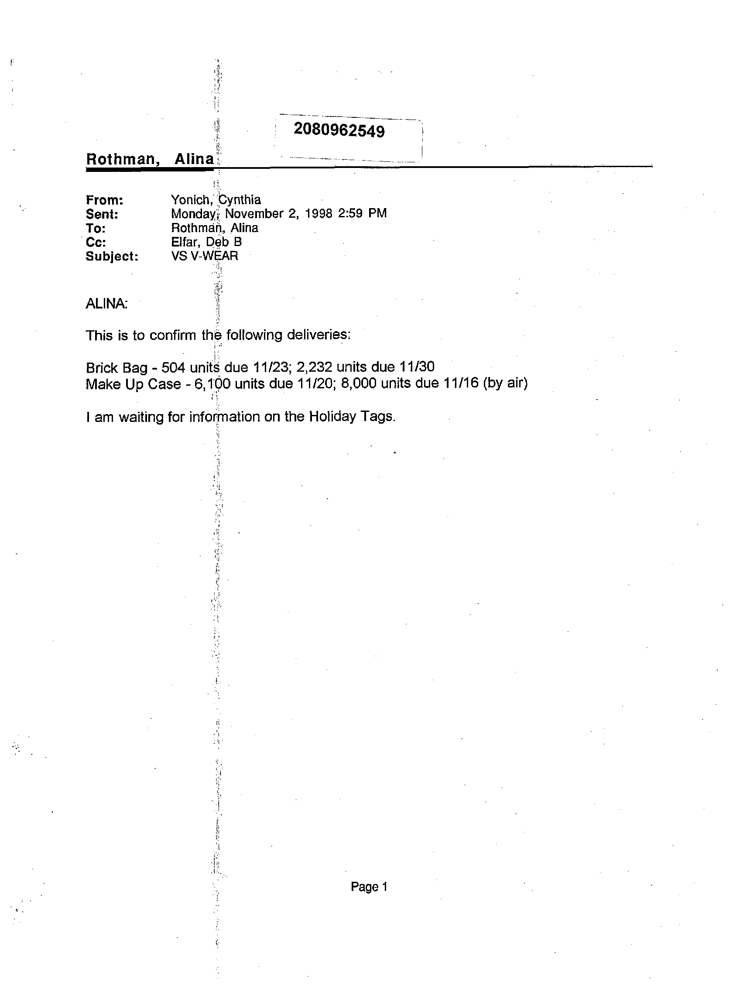 2080962549
Rothman, Alina
From: Yonich, Cynthia
Sent: Monday, November 2, 1998 2:59 PM
To: Rothman, Alina
Cc: Elfar, Deb B
Subject: VS V-WEAR
ALINA:
This is to confirm the following deliveries:
Brick Bag - 504 units due 11/23; 2,232 units due 11/30
Make Up Case - 6,100 units due 11/20; 8,000 units due 11/16 (by air)
I am waiting for information on the Holiday Tags.
Page 1